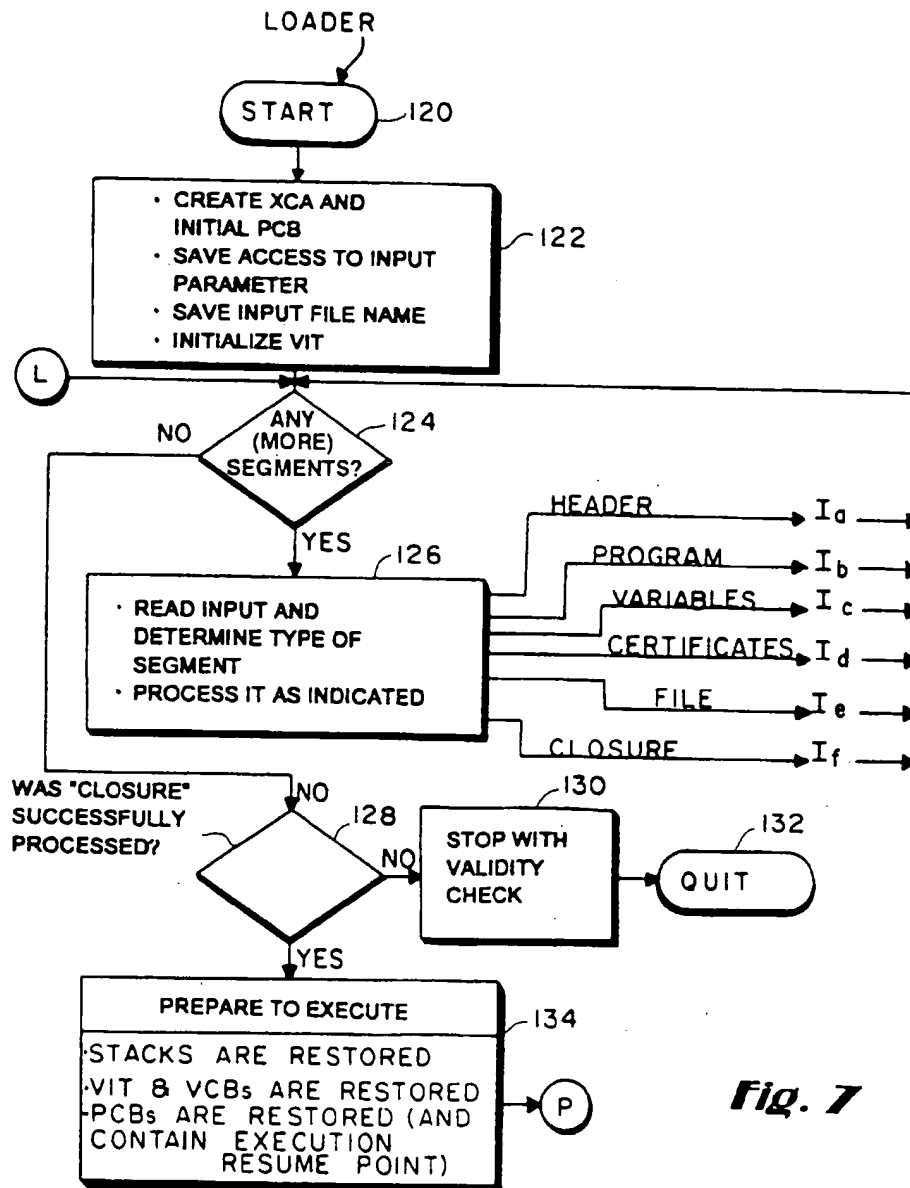 LOADER
START
120
· CREATE XCA AND
INITIAL PCB
· SAVE ACCESS TO INPUT
PARAMETER
· SAVE INPUT FILE NAME
· INITIALIZE VIT
122
L
NO
ANY
(MORE)
SEGMENTS?
124
YES
126
· READ INPUT AND
DETERMINE TYPE OF
SEGMENT
· PROCESS IT AS INDICATED
HEADER Ia
PROGRAM Ib
VARIABLES Ic
CERTIFICATES Id
FILE Ie
CLOSURE If
WAS "CLOSURE"
SUCCESSFULLY
PROCESSED?
NO
128
NO
130
STOP WITH
VALIDITY
CHECK
132
QUIT
YES
PREPARE TO EXECUTE
134
·STACKS ARE RESTORED
·VIT & VCBs ARE RESTORED
-PCBs ARE RESTORED (AND
CONTAIN EXECUTION
RESUME POINT)
P
Fig. 7